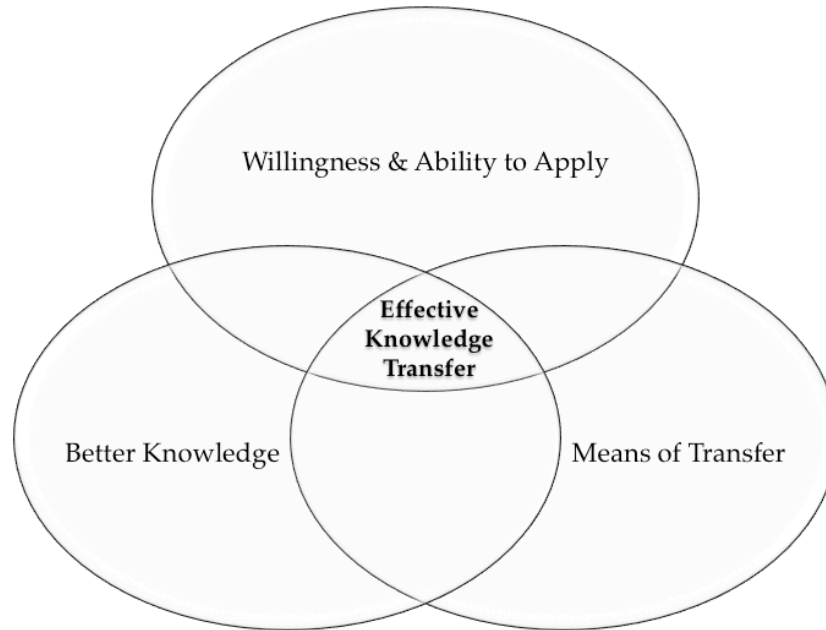 Willingness & Ability to Apply
Effective
Knowledge
Transfer
Better Knowledge
Means of Transfer